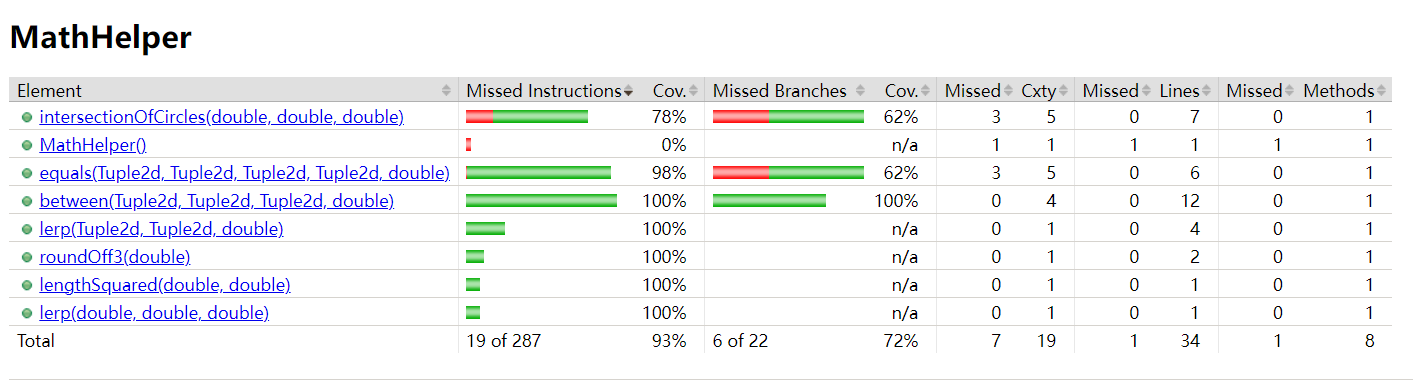 MathHelper
Element Missed Instructions Cov. Missed Branches Cov. Missed Cxty Missed Lines Missed Methods
intersectionOfCircles(double, double, double) 78% 62% 3 5 0 7 0 1
MathHelper() 0% n/a 1 1 1 1 1 1
equals(Tuple2d, Tuple2d, Tuple2d, Tuple2d, double) 98% 62% 3 5 0 6 0 1
between(Tuple2d, Tuple2d, Tuple2d, double) 100% 100% 0 4 0 12 0 1
lerp(Tuple2d, Tuple2d, double) 100% n/a 0 1 0 4 0 1
roundOff3(double) 100% n/a 0 1 0 2 0 1
lengthSquared(double, double) 100% n/a 0 1 0 1 0 1
lerp(double, double, double) 100% n/a 0 1 0 1 0 1
Total 19 of 287 93% 6 of 22 72% 7 19 1 34 1 8